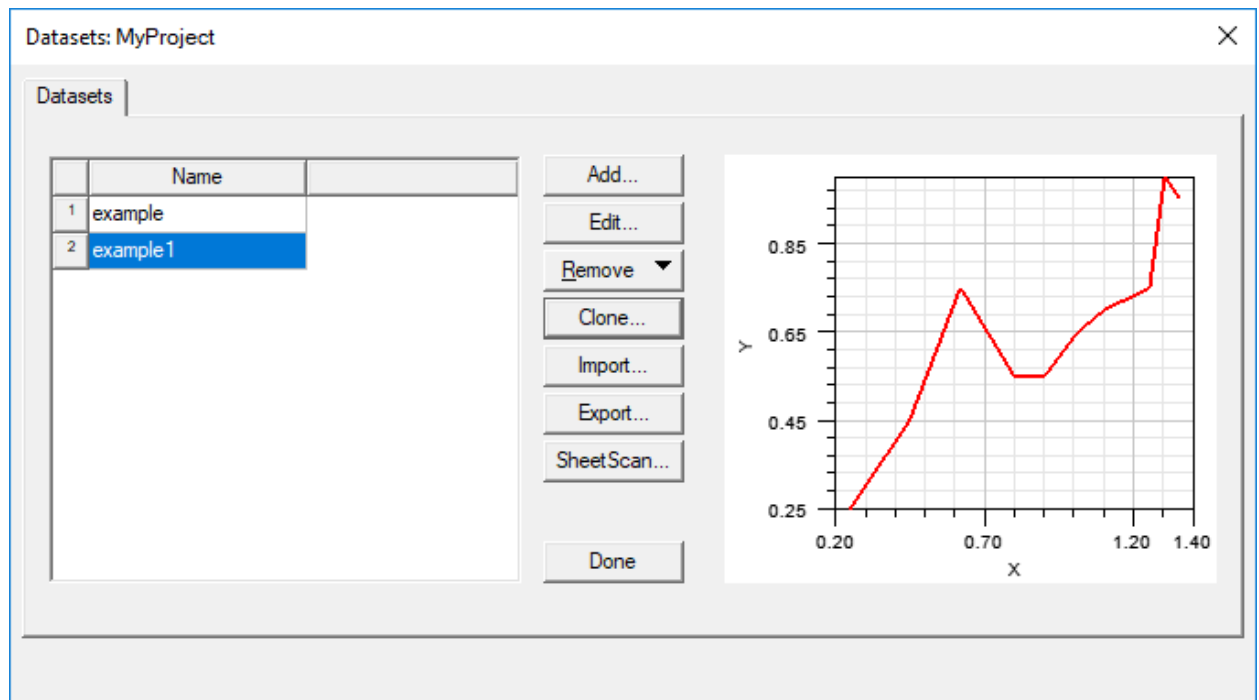 Datasets: MyProject
Datasets
Name
1 example
2 example1
Add...
Edit...
Remove
Clone...
Import...
Export...
SheetScan...
Done
0.85
0.65
0.45
0.25
Y
0.20 0.70 1.20 1.40
X